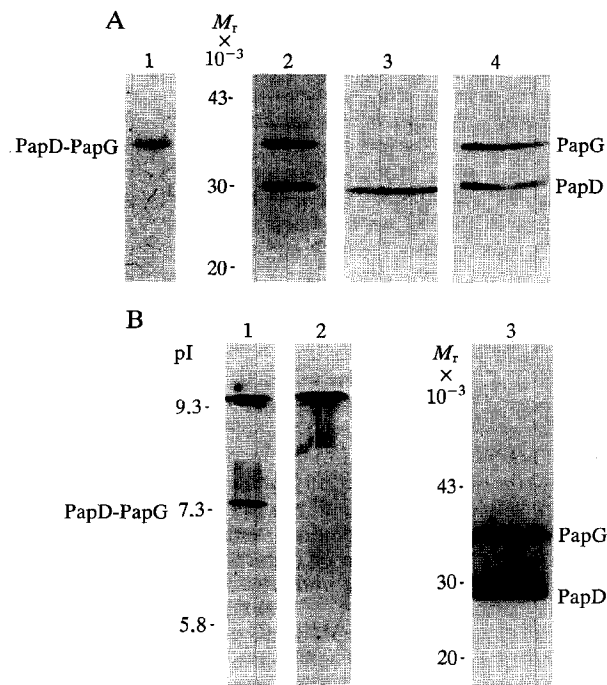 A
Mr
×
10⁻³
1 2 3 4
43-
PapD-PapG
PapG
30-
PapD
20-
B
1 2 3
pI
Mr
×
10⁻³
9.3-
43-
PapD-PapG
7.3-
PapG
30-
PapD
5.8-
20-